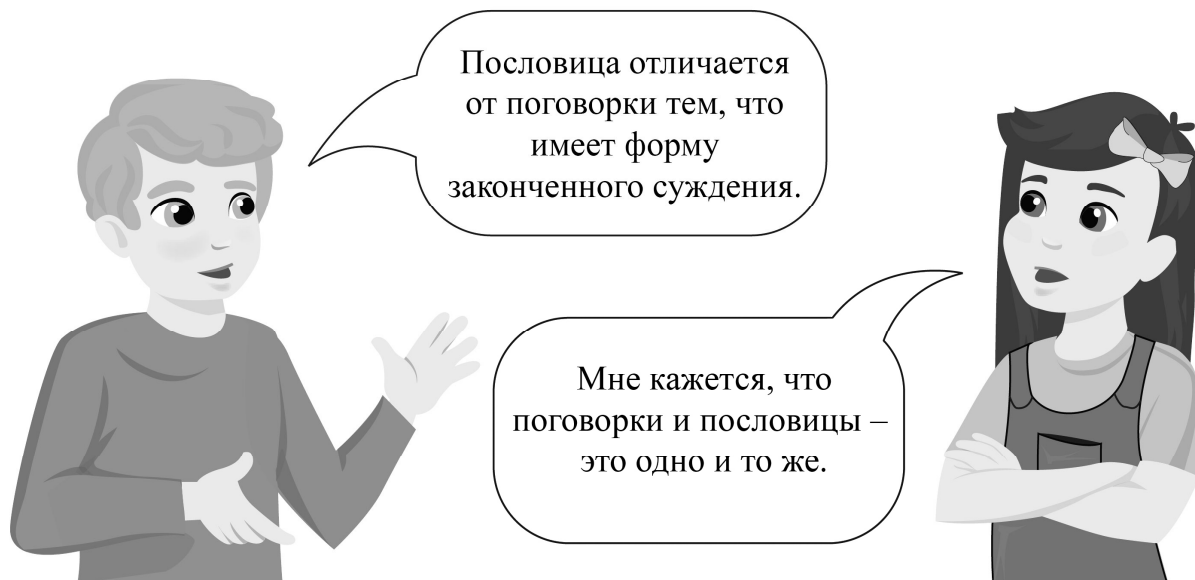 Пословица отличается
от поговорки тем, что
имеет форму
законченного суждения.
Мне кажется, что
поговорки и пословицы –
это одно и то же.